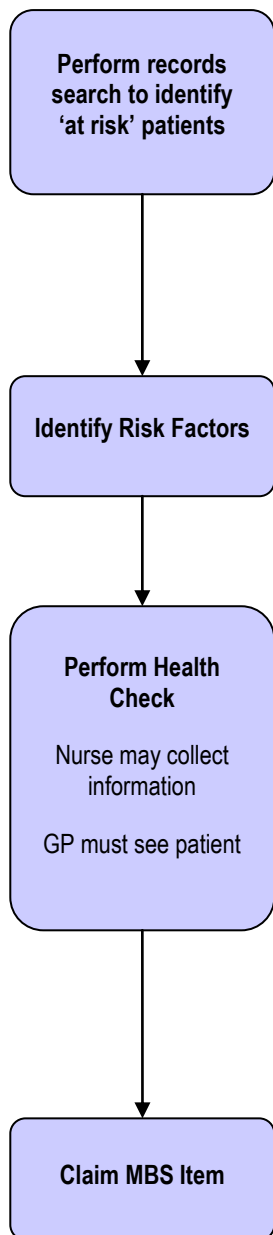 Perform records
search to identify
‘at risk’ patients
Identify Risk Factors
Perform Health
Check
Nurse may collect
information
GP must see patient
Claim MBS Item